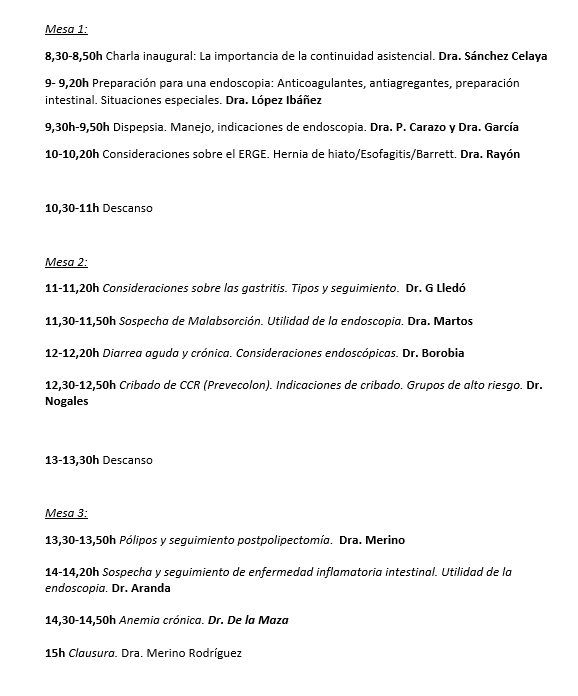 Mesa 1:
8,30-8,50h Charla inaugural: La importancia de la continuidad asistencial. Dra. Sánchez Celaya
9- 9,20h Preparación para una endoscopia: Anticoagulantes, antiagregantes, preparación
intestinal. Situaciones especiales. Dra. López Ibáñez
9,30h-9,50h Dispepsia. Manejo, indicaciones de endoscopia. Dra. P. Carazo y Dra. García
10-10,20h Consideraciones sobre el ERGE. Hernia de hiato/Esofagitis/Barrett. Dra. Rayón
10,30-11h Descanso
Mesa 2:
11-11,20h Consideraciones sobre las gastritis. Tipos y seguimiento. Dr. G Lledó
11,30-11,50h Sospecha de Malabsorción. Utilidad de la endoscopia. Dra. Martos
12-12,20h Diarrea aguda y crónica. Consideraciones endoscópicas. Dr. Borobia
12,30-12,50h Cribado de CCR (Prevecolon). Indicaciones de cribado. Grupos de alto riesgo. Dr.
Nogales
13-13,30h Descanso
Mesa 3:
13,30-13,50h Pólipos y seguimiento postpolipectomía. Dra. Merino
14-14,20h Sospecha y seguimiento de enfermedad inflamatoria intestinal. Utilidad de la
endoscopia. Dr. Aranda
14,30-14,50h Anemia crónica. Dr. De la Maza
15h Clausura. Dra. Merino Rodríguez